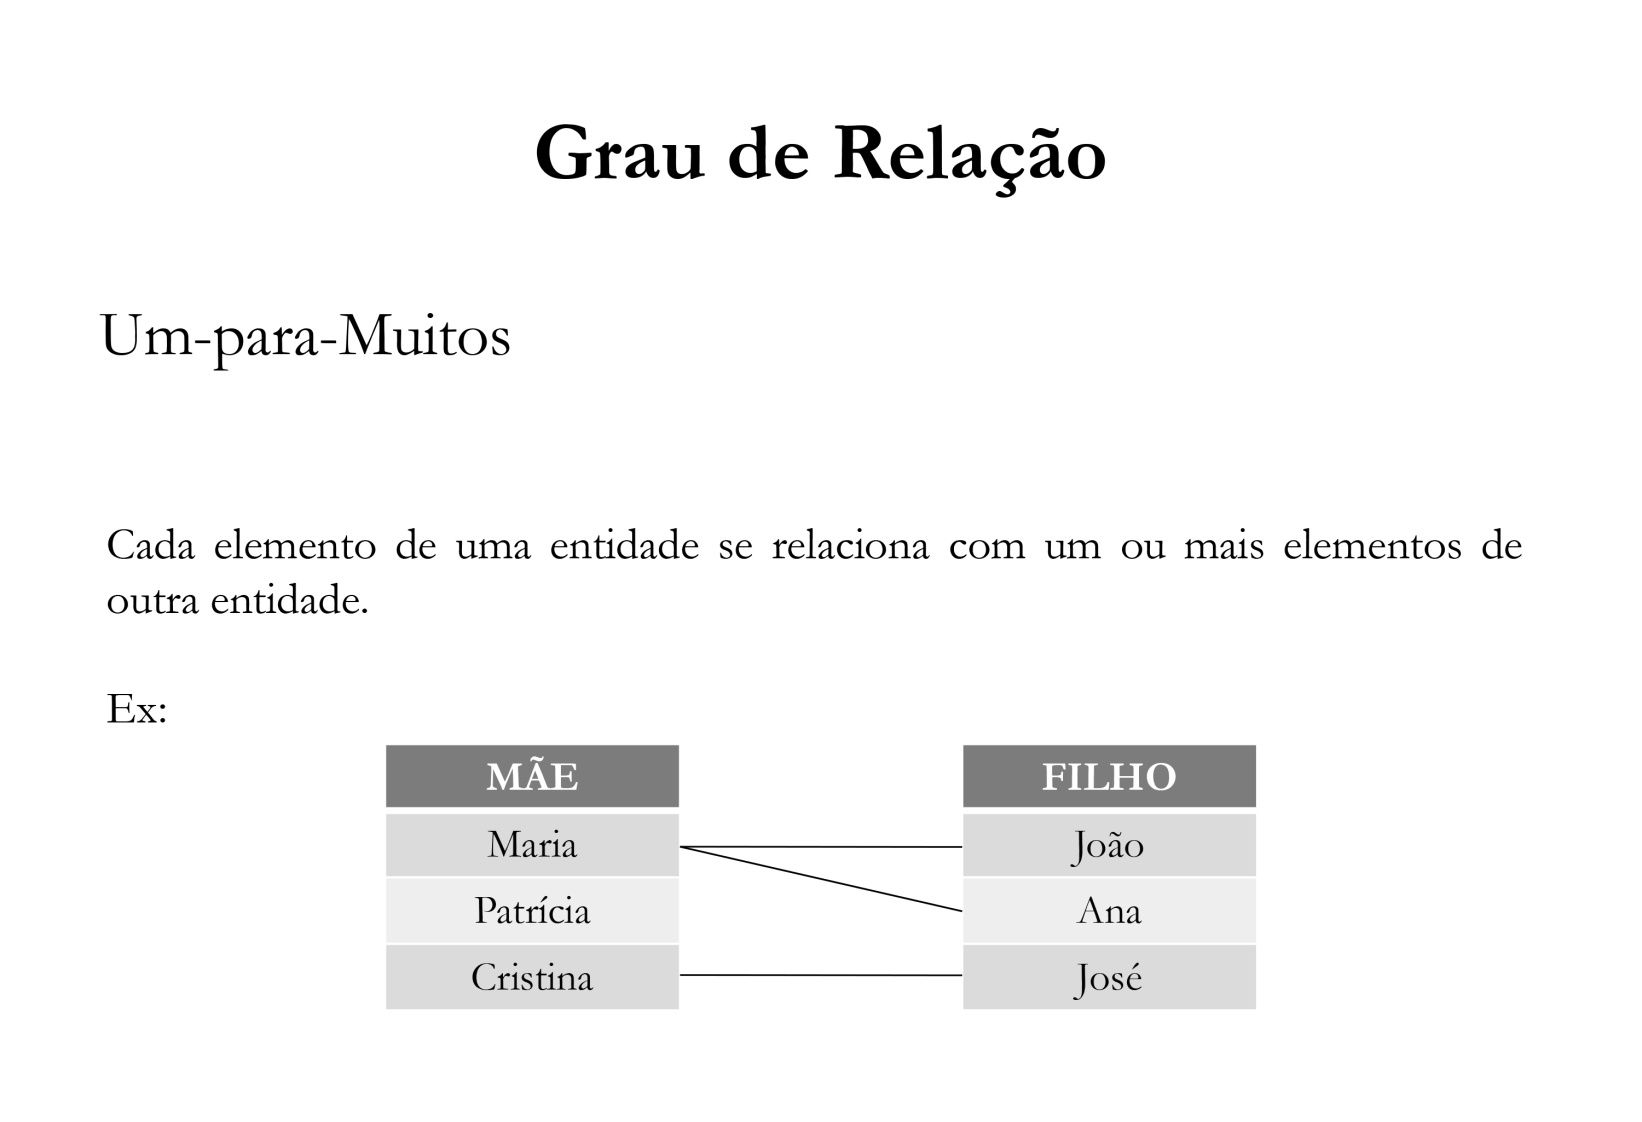 Grau de Relação
Um-para-Muitos
Cada elemento de uma entidade se relaciona com um ou mais elementos de
outra entidade.
Ex:
MÃE FILHO
Maria João
Patrícia Ana
Cristina José